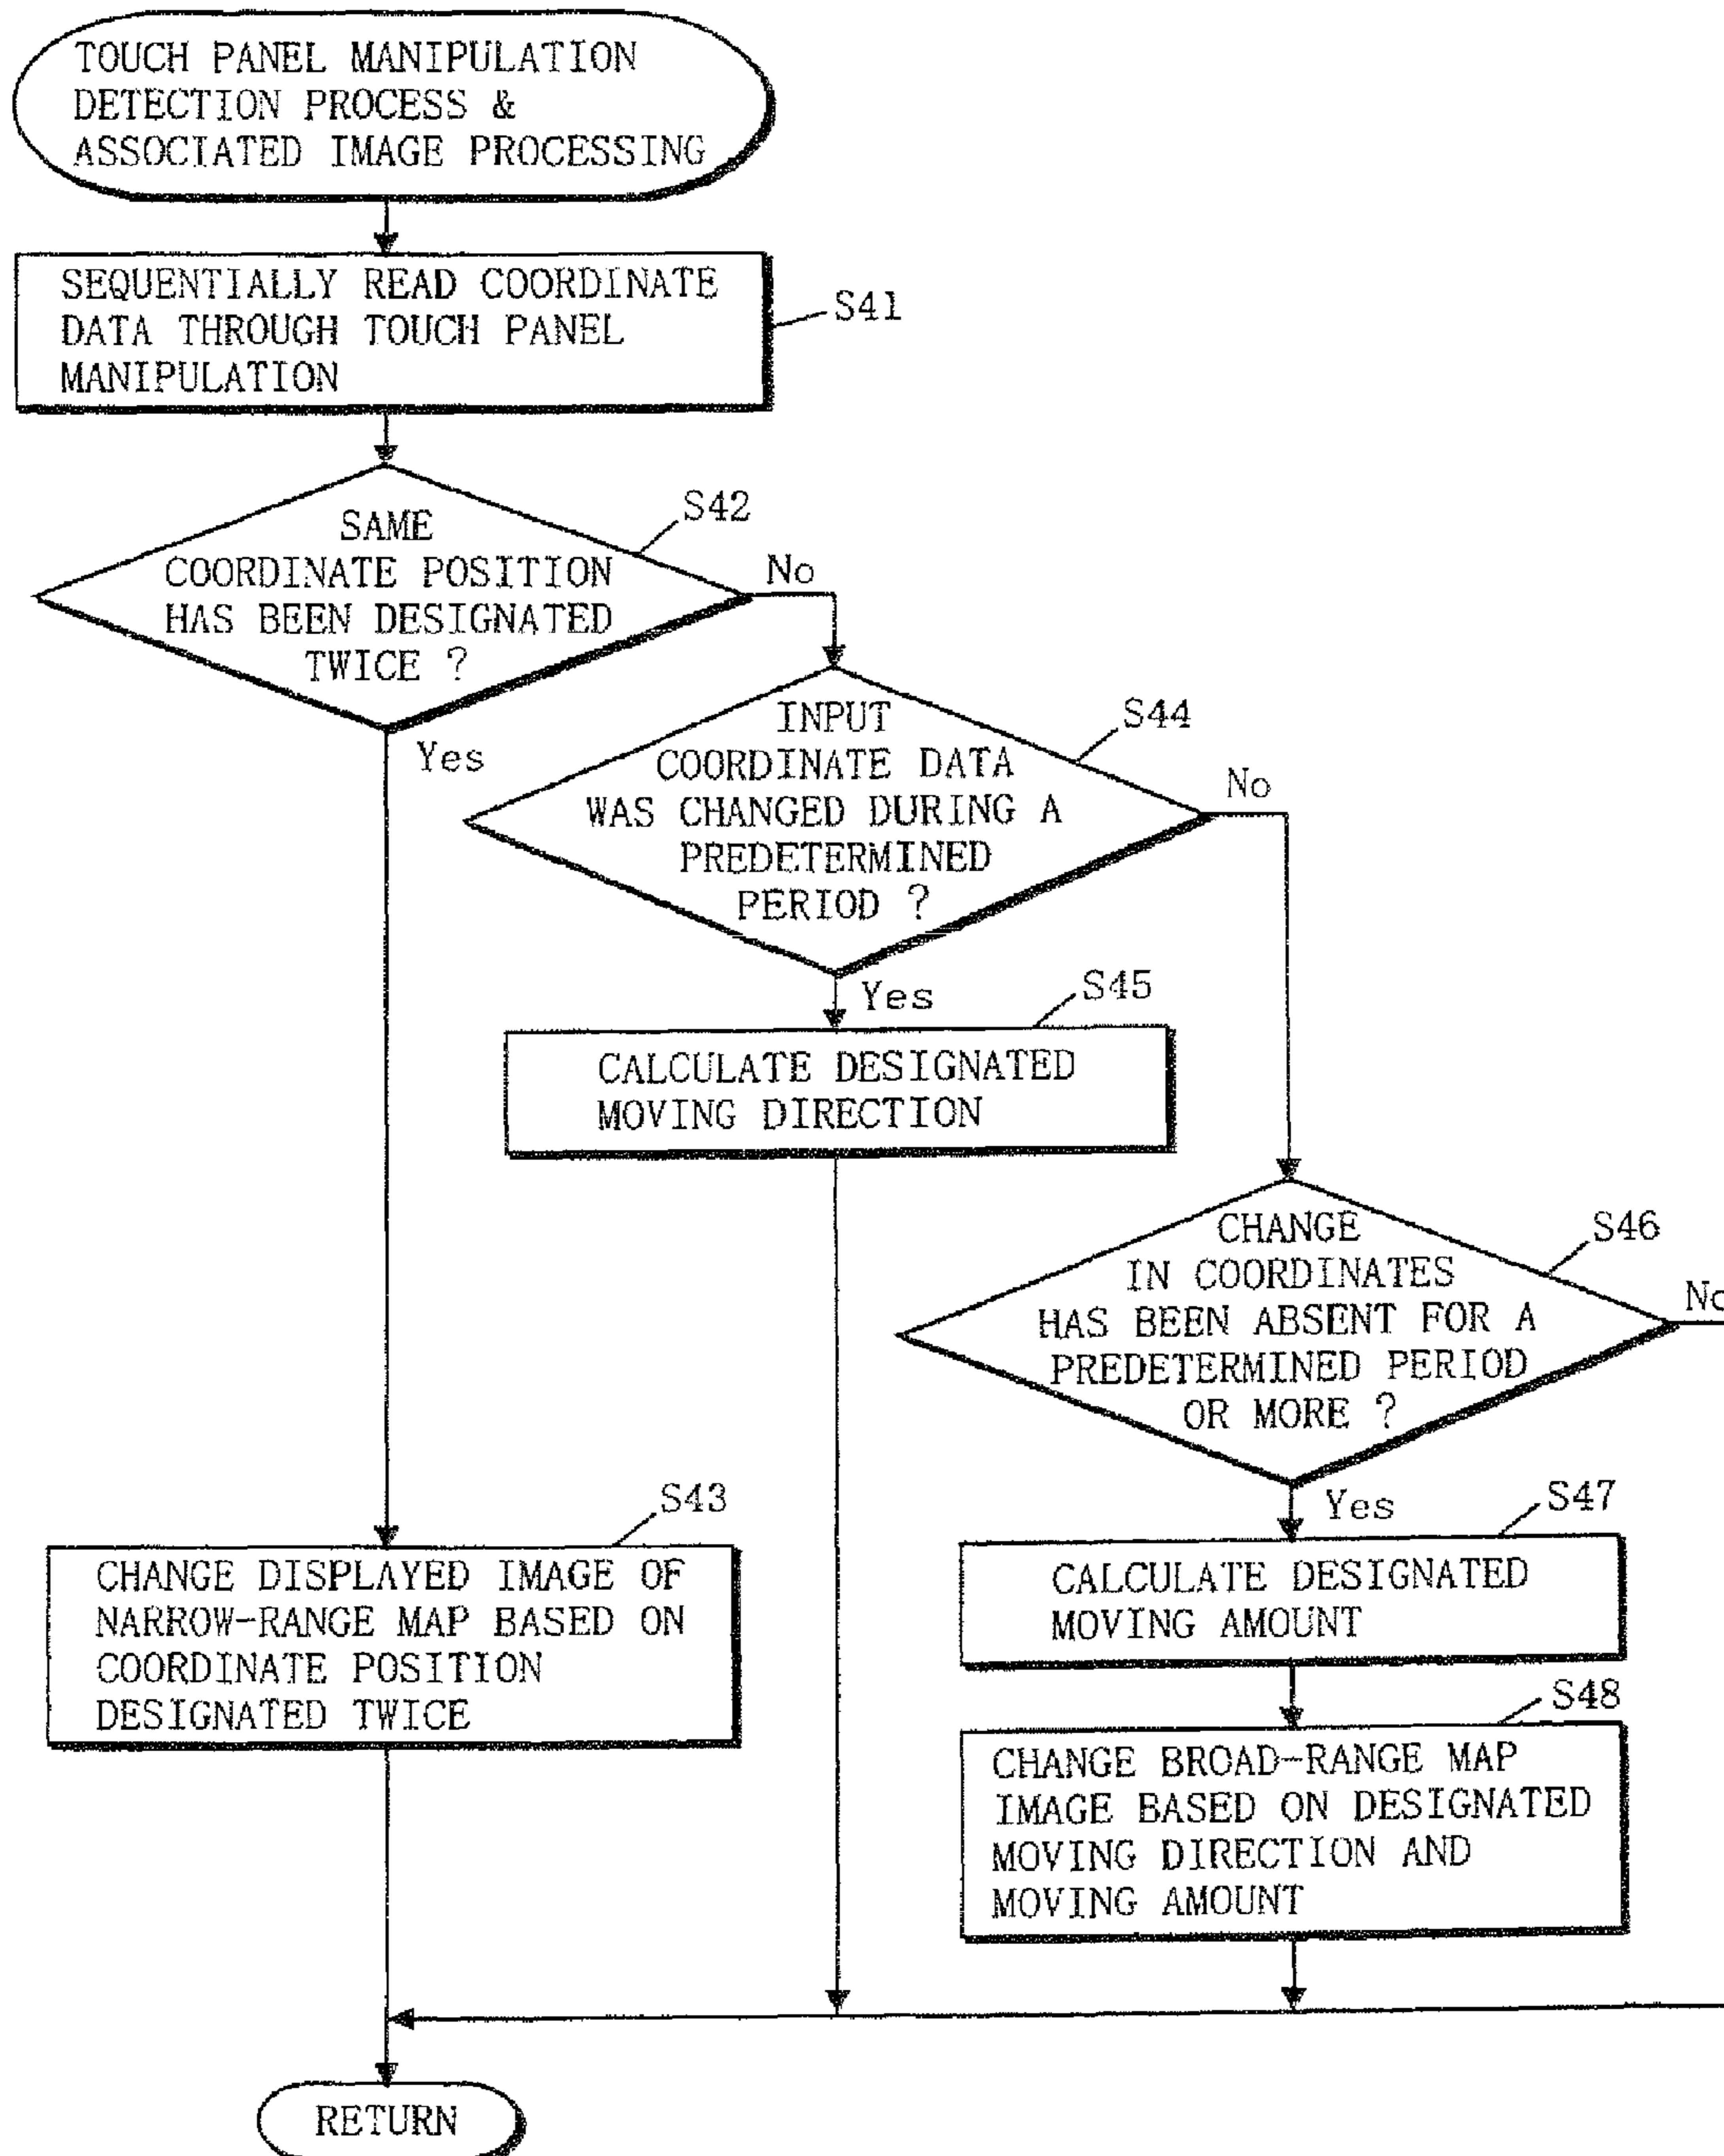 TOUCH PANEL MANIPULATION
DETECTION PROCESS &
ASSOCIATED IMAGE PROCESSING
SEQUENTIALLY READ COORDINATE
DATA THROUGH TOUCH PANEL
MANIPULATION
S41
SAME
COORDINATE POSITION
HAS BEEN DESIGNATED
TWICE ?
S42
No
Yes
INPUT
COORDINATE DATA
WAS CHANGED DURING A
PREDETERMINED
PERIOD ?
S44
No
Yes
S45
CALCULATE DESIGNATED
MOVING DIRECTION
CHANGE
IN COORDINATES
HAS BEEN ABSENT FOR A
PREDETERMINED PERIOD
OR MORE ?
S46
No
Yes
S43
CHANGE DISPLAYED IMAGE OF
NARROW-RANGE MAP BASED ON
COORDINATE POSITION
DESIGNATED TWICE
S47
CALCULATE DESIGNATED
MOVING AMOUNT
S48
CHANGE BROAD-RANGE MAP
IMAGE BASED ON DESIGNATED
MOVING DIRECTION AND
MOVING AMOUNT
RETURN